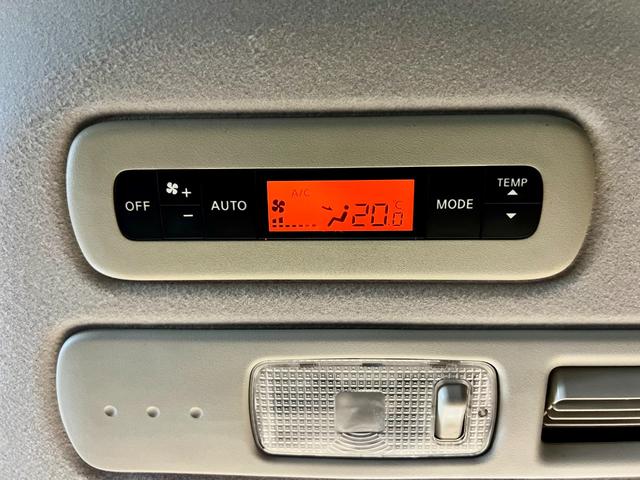 OFF
+
-
AUTO
A/C
20.0 °C
MODE
TEMP